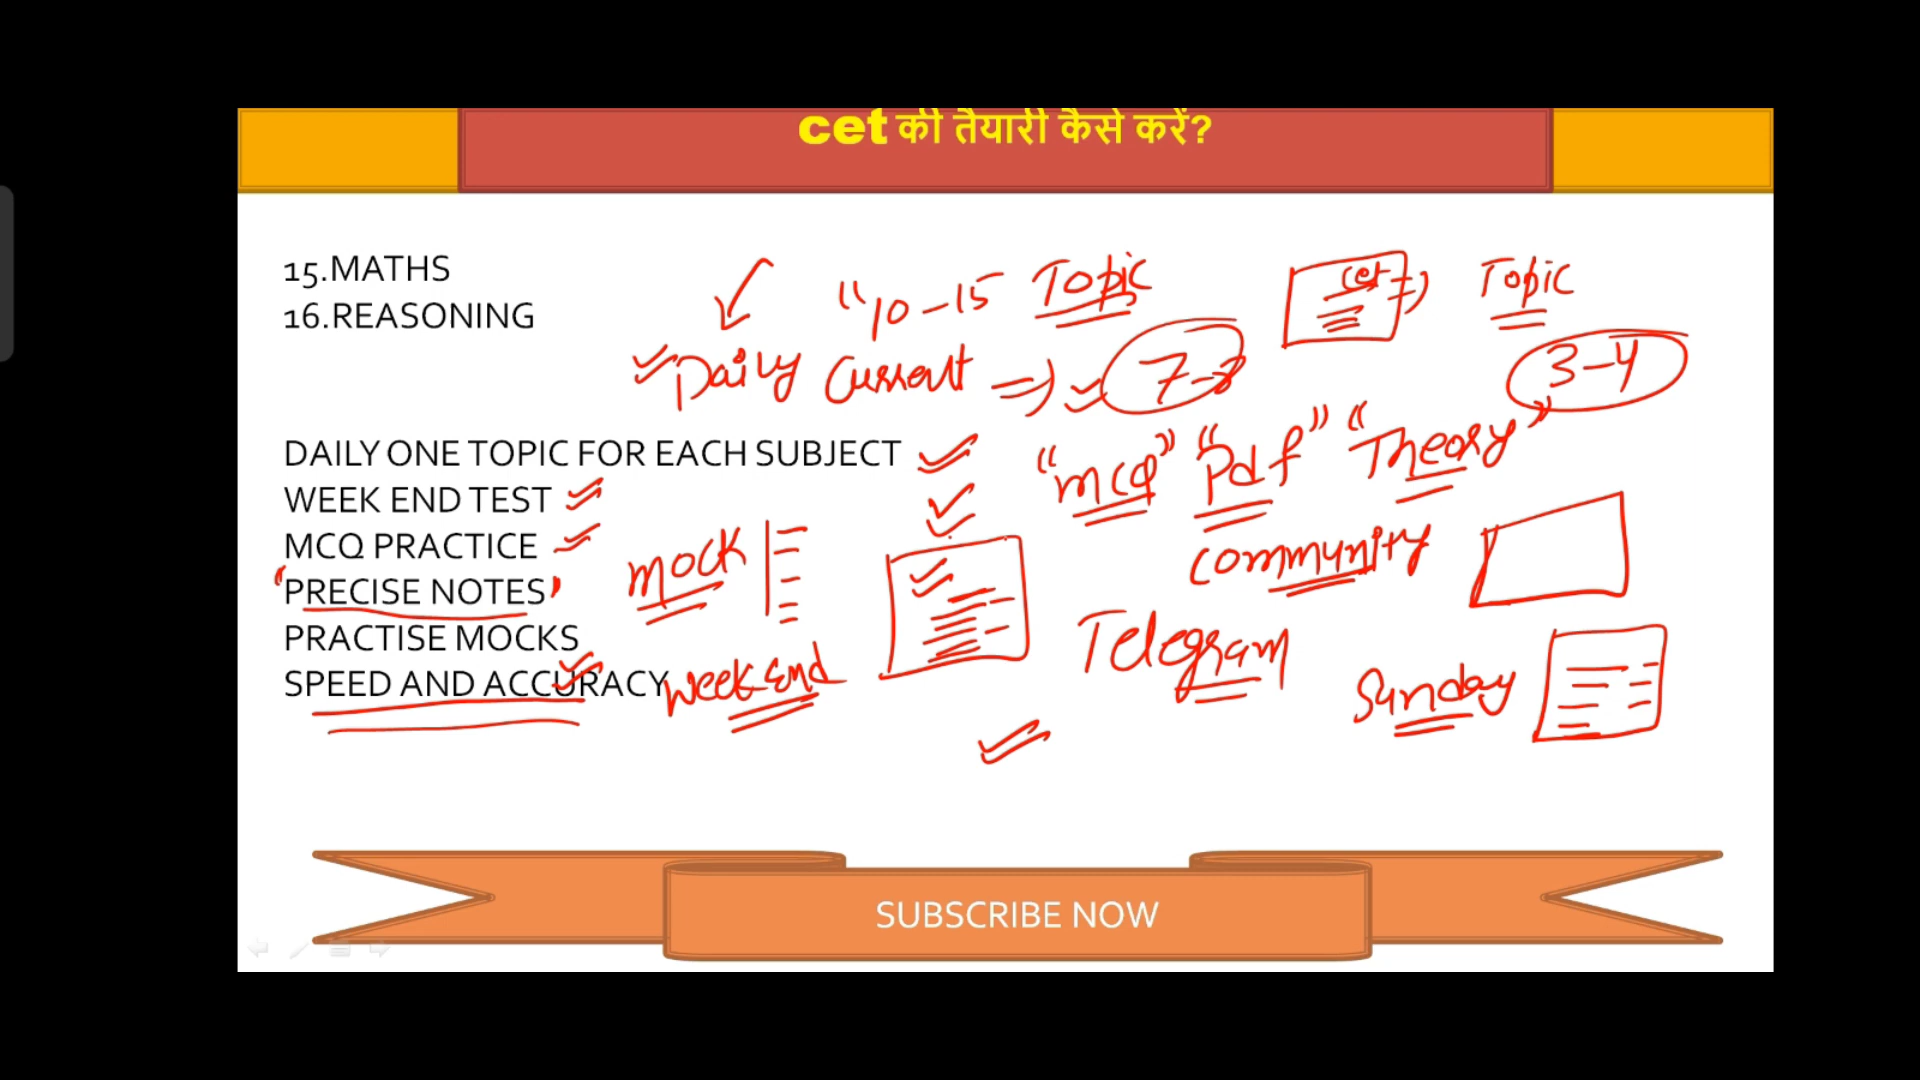 cet की तैयारी कैसे करें?
15.MATHS
16.REASONING
"10-15 Topic
cet => Topic
Daily Current =>
3-4
DAILY ONE TOPIC FOR EACH SUBJECT
"mcq" "Pdf" "Theory"
WEEK END TEST
MCQ PRACTICE
mock
community
"PRECISE NOTES"
PRACTISE MOCKS
Telegram
SPEED AND ACCURACY
Week End
Sunday
SUBSCRIBE NOW